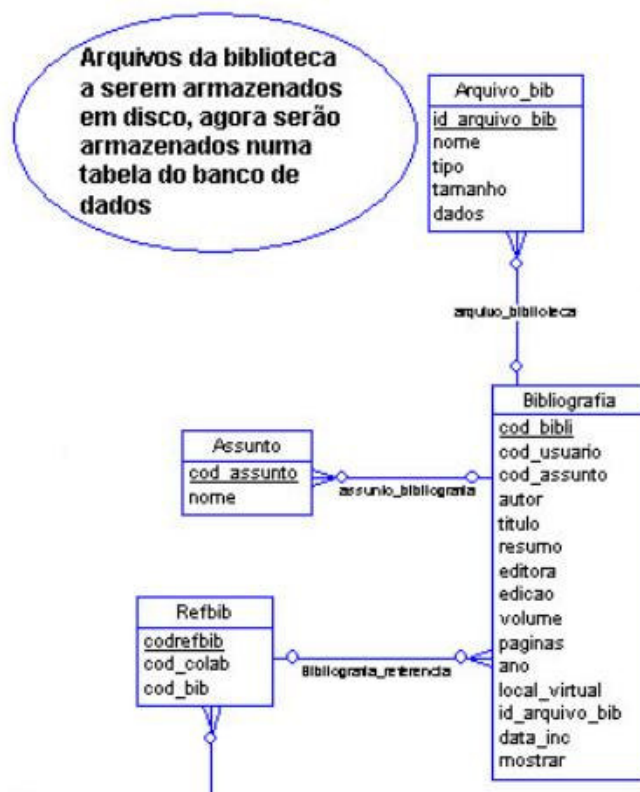 Arquivos da biblioteca
a serem armazenados
em disco, agora serão
armazenados numa
tabela do banco de
dados
Arquivo_bib
id_arquivo_bib
nome
tipo
tamanho
dados
arquivo_biblioteca
Bibliografia
cod_bibli
cod_usuario
cod_assunto
autor
titulo
resumo
editora
edicao
volume
paginas
ano
local_virtual
id_arquivo_bib
data_inc
mostrar
Assunto
cod_assunto
nome
assunto_bibliografia
Refbib
codrefbib
cod_colab
cod_bib
Bibliografia_referencia